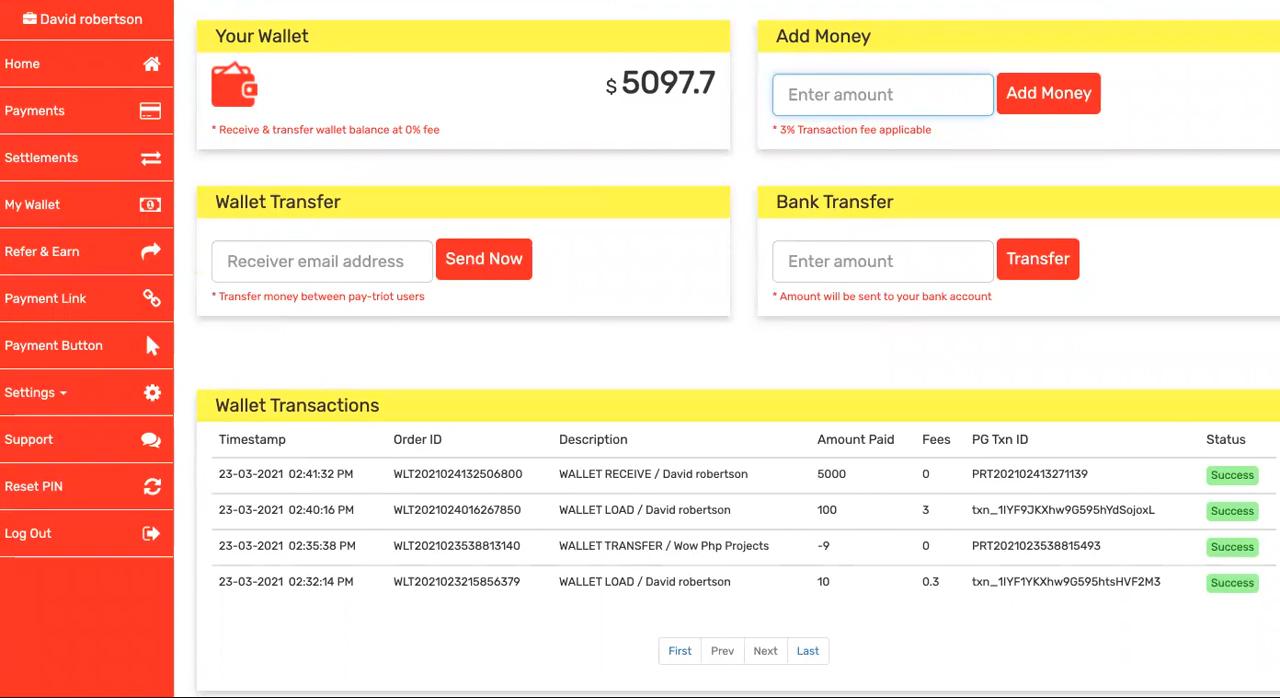 David robertson
Home
Payments
Settlements
My Wallet
Refer & Earn
Payment Link
Payment Button
Settings
Support
Reset PIN
Log Out
Your Wallet
$ 5097.7
* Receive & transfer wallet balance at 0% fee
Add Money
Enter amount Add Money
* 3% Transaction fee applicable
Wallet Transfer
Receiver email address Send Now
* Transfer money between pay-triot users
Bank Transfer
Enter amount Transfer
* Amount will be sent to your bank account
Wallet Transactions
Timestamp Order ID Description Amount Paid Fees PG Txn ID Status
23-03-2021 02:41:32 PM WLT2021024132506800 WALLET RECEIVE / David robertson 5000 0 PRT202102413271139 Success
23-03-2021 02:40:16 PM WLT2021024016267850 WALLET LOAD / David robertson 100 3 txn_1IYF9JKXhw9G595hYdSojoxL Success
23-03-2021 02:35:38 PM WLT2021023538813140 WALLET TRANSFER / Wow Php Projects -9 0 PRT2021023538815493 Success
23-03-2021 02:32:14 PM WLT2021023215856379 WALLET LOAD / David robertson 10 0.3 txn_1IYF1YKXhw9G595htsHVF2M3 Success
First Prev Next Last